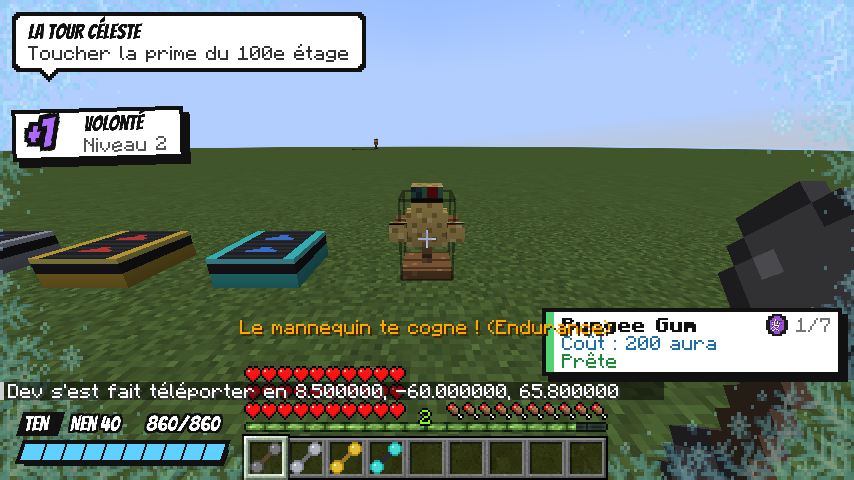 LA TOUR CÉLESTE
Toucher la prime du 100e étage
+1
VOLONTÉ
Niveau 2
Le mannequin te cogne ! (Endurance)
Bungee Gum
1/7
Coût : 200 aura
Prête
Dev s'est fait téléporter en 8.500000, -60.000000, 65.800000
2
TEN
NEN 40
860/860